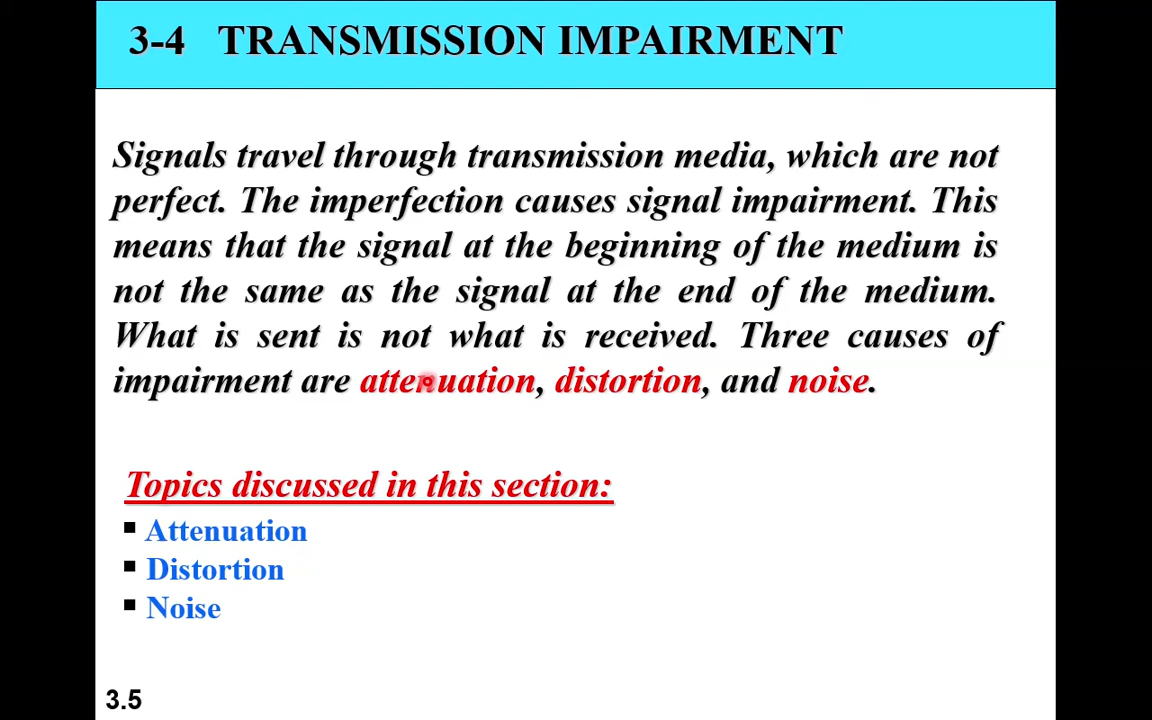 3-4 TRANSMISSION IMPAIRMENT
Signals travel through transmission media, which are not
perfect. The imperfection causes signal impairment. This
means that the signal at the beginning of the medium is
not the same as the signal at the end of the medium.
What is sent is not what is received. Three causes of
impairment are attenuation, distortion, and noise.
Topics discussed in this section:
▪ Attenuation
▪ Distortion
▪ Noise
3.5